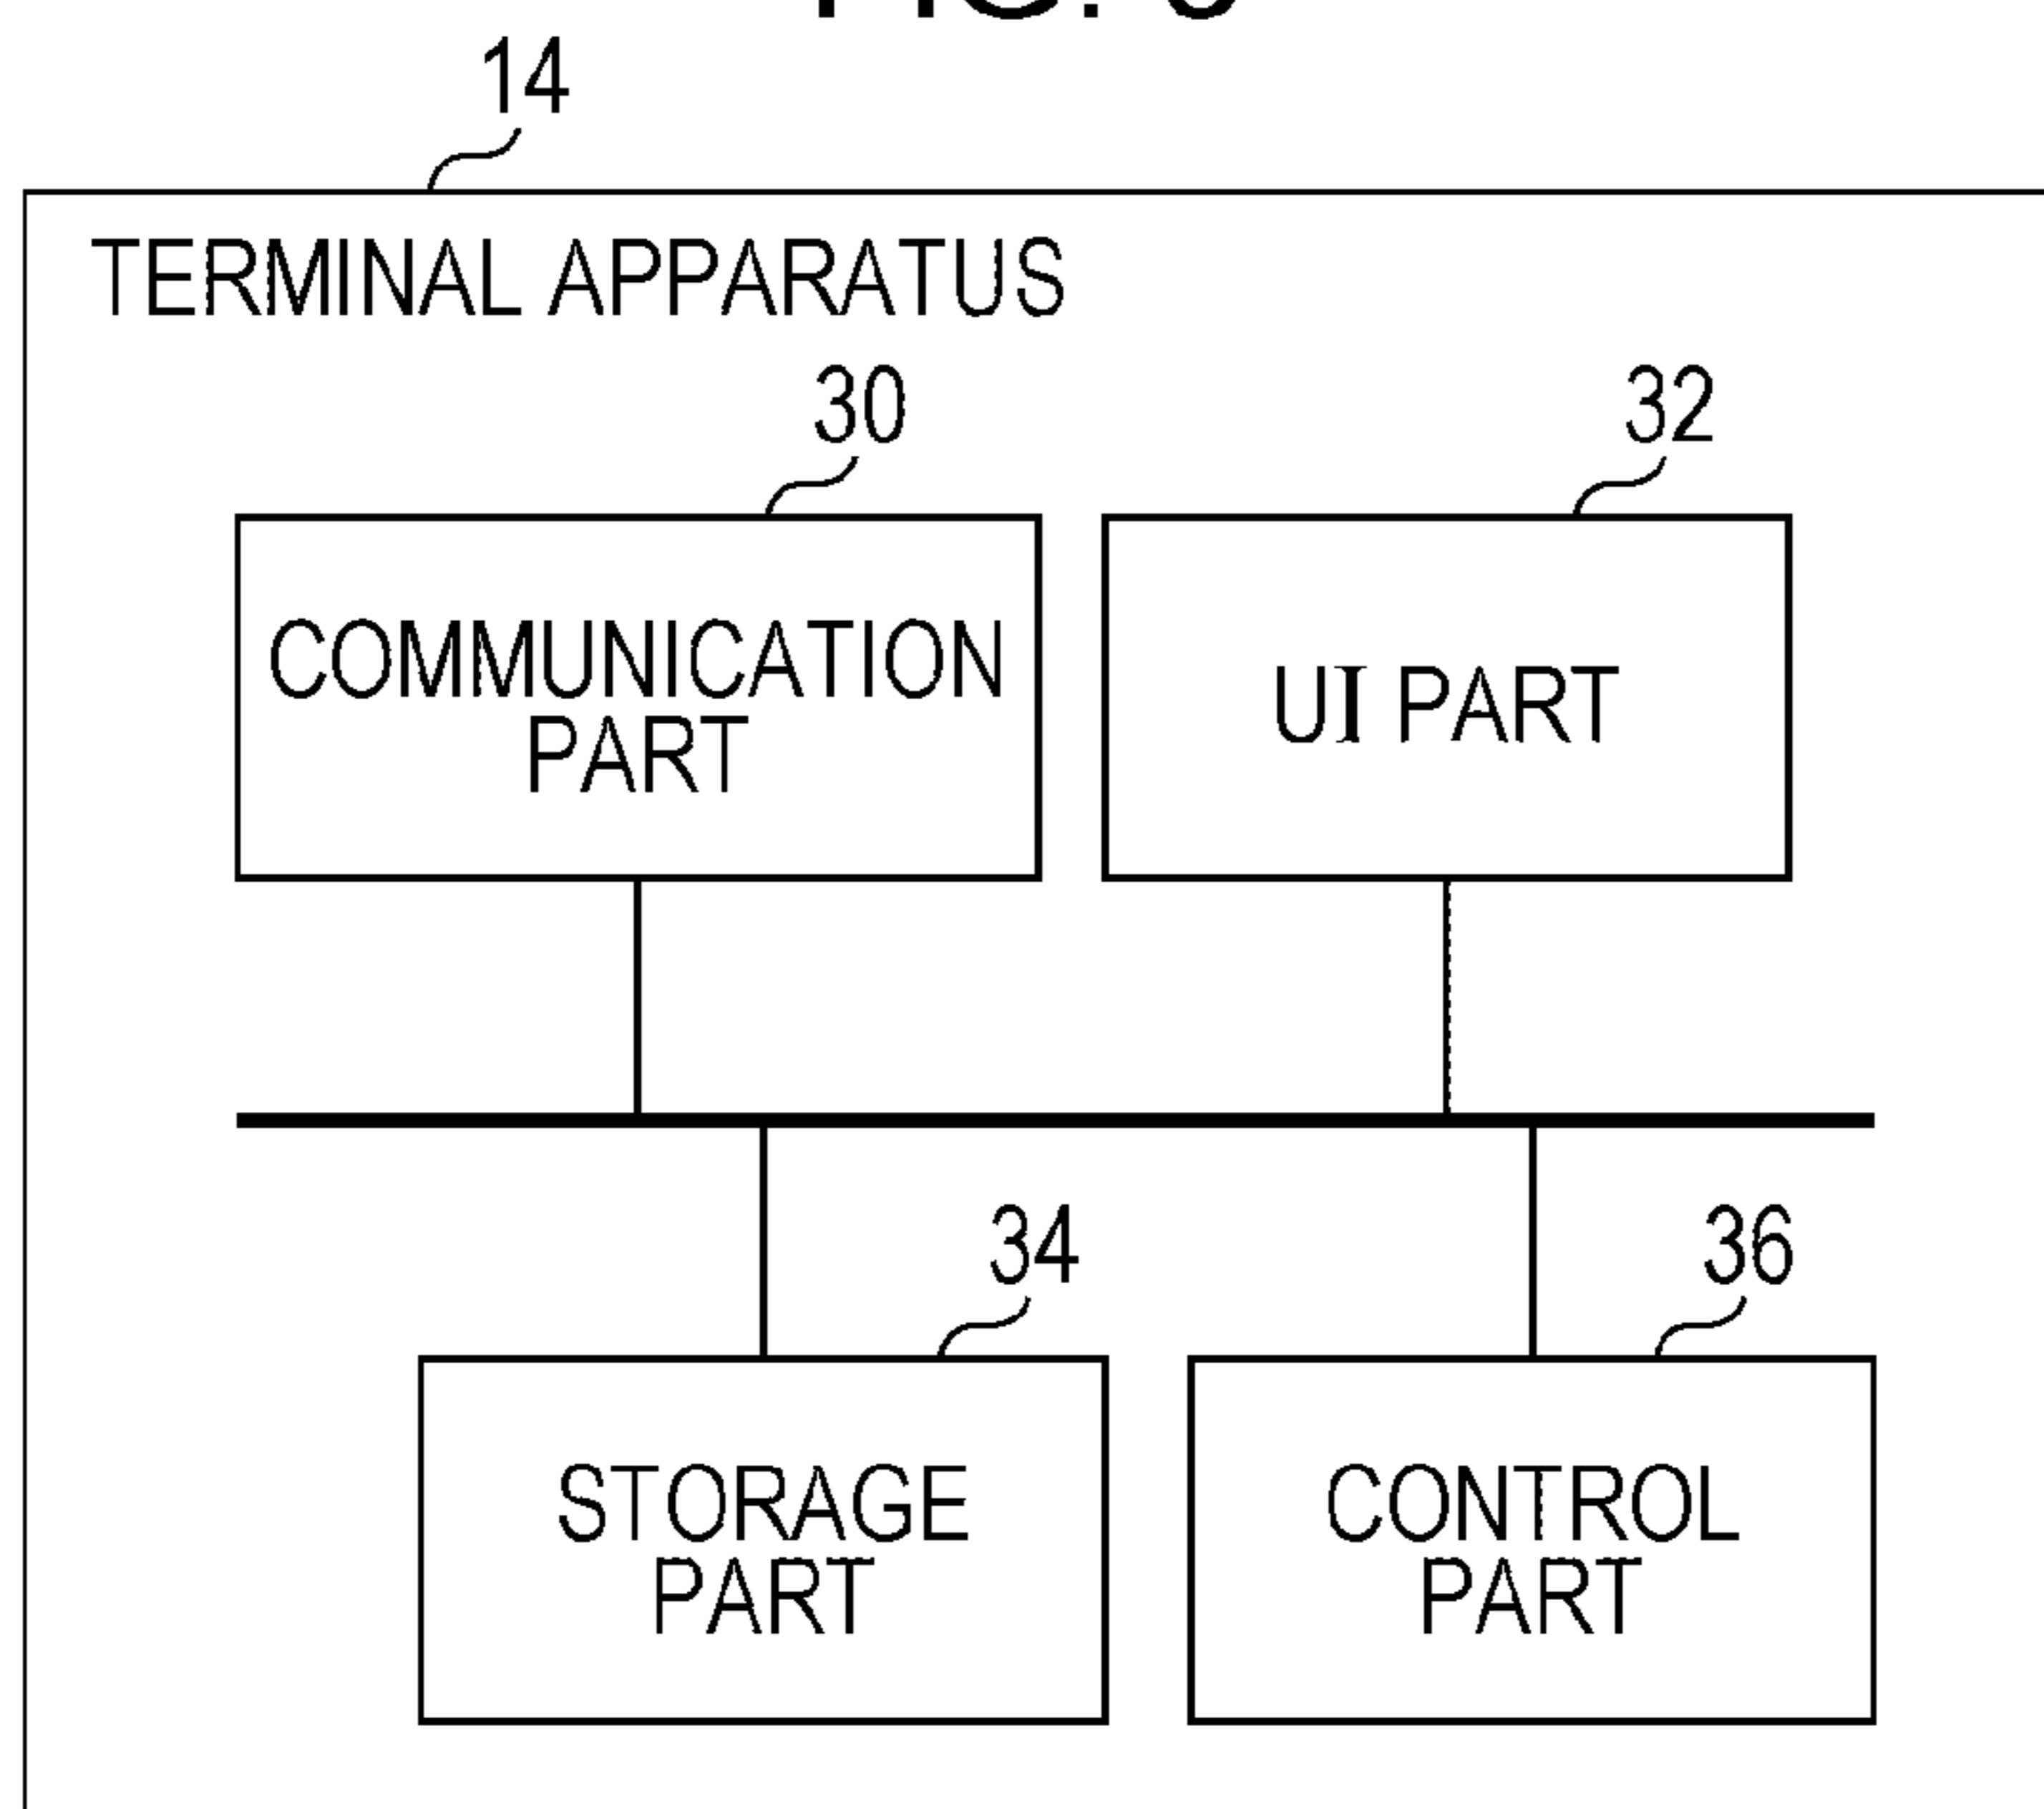 14
TERMINAL APPARATUS
30
32
COMMUNICATION
PART
UI PART
34
36
STORAGE
PART
CONTROL
PART